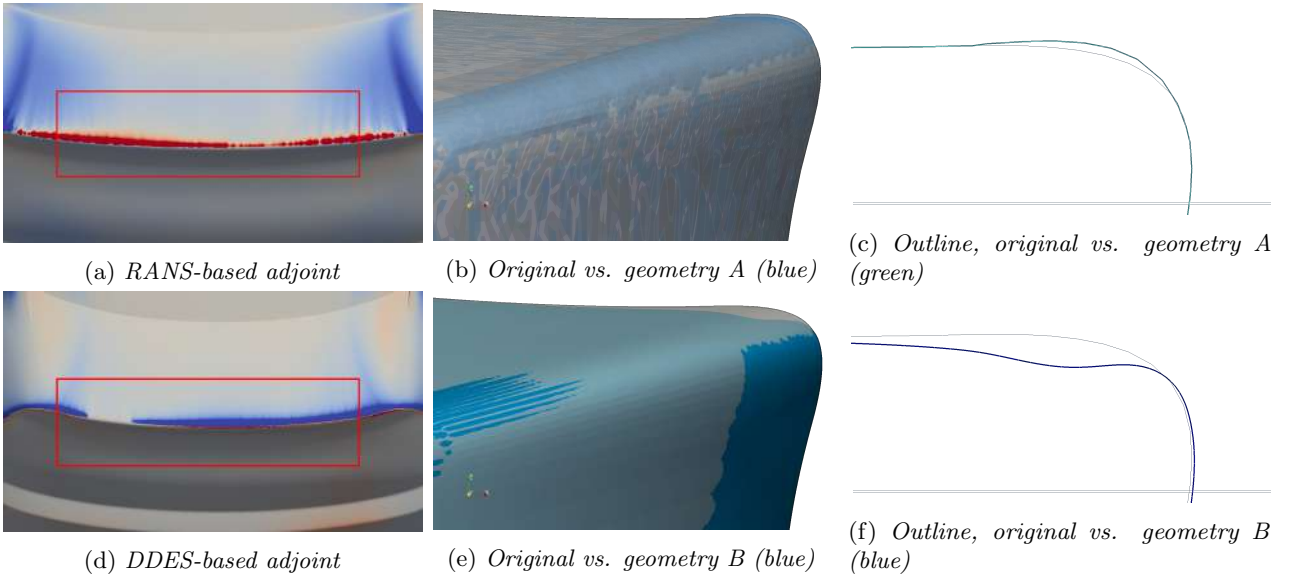 (a) RANS-based adjoint
(b) Original vs. geometry A (blue)
(c) Outline, original vs. geometry A
(green)
(d) DDES-based adjoint
(e) Original vs. geometry B (blue)
(f) Outline, original vs. geometry B
(blue)